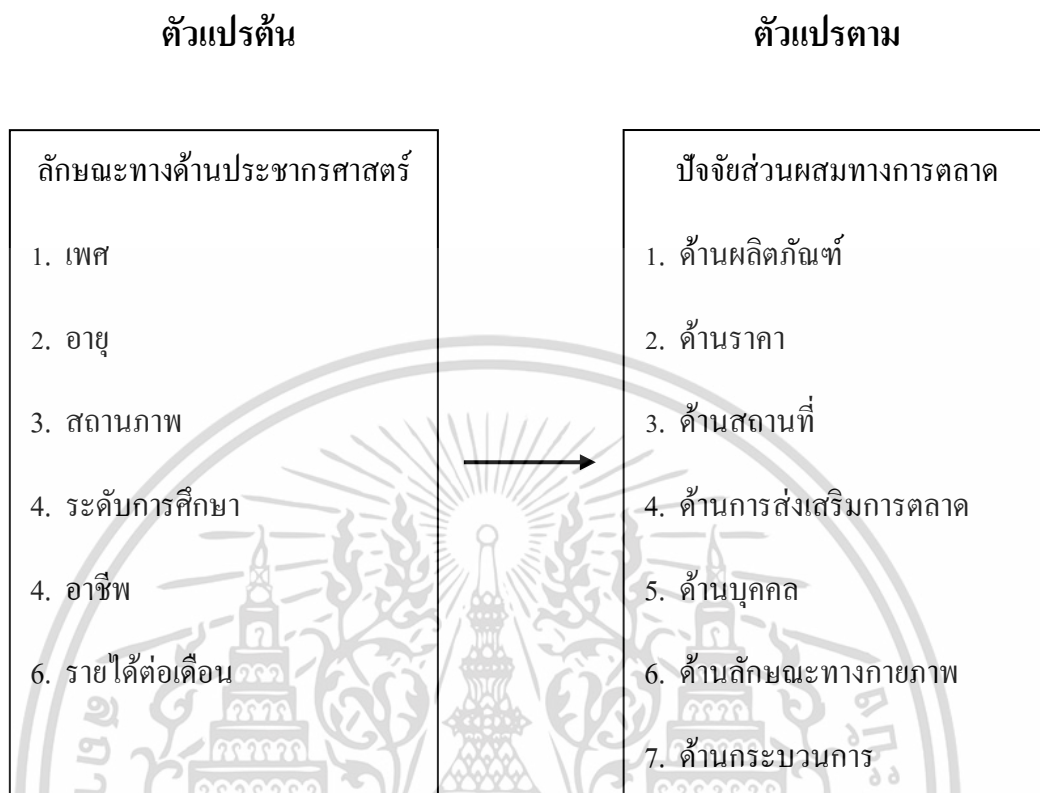 ตัวแปรต้น
ตัวแปรตาม
ลักษณะทางด้านประชากรศาสตร์
1. เพศ
2. อายุ
3. สถานภาพ
4. ระดับการศึกษา
4. อาชีพ
6. รายได้ต่อเดือน
ปัจจัยส่วนผสมทางการตลาด
1. ด้านผลิตภัณฑ์
2. ด้านราคา
3. ด้านสถานที่
4. ด้านการส่งเสริมการตลาด
5. ด้านบุคคล
6. ด้านลักษณะทางกายภาพ
7. ด้านกระบวนการ